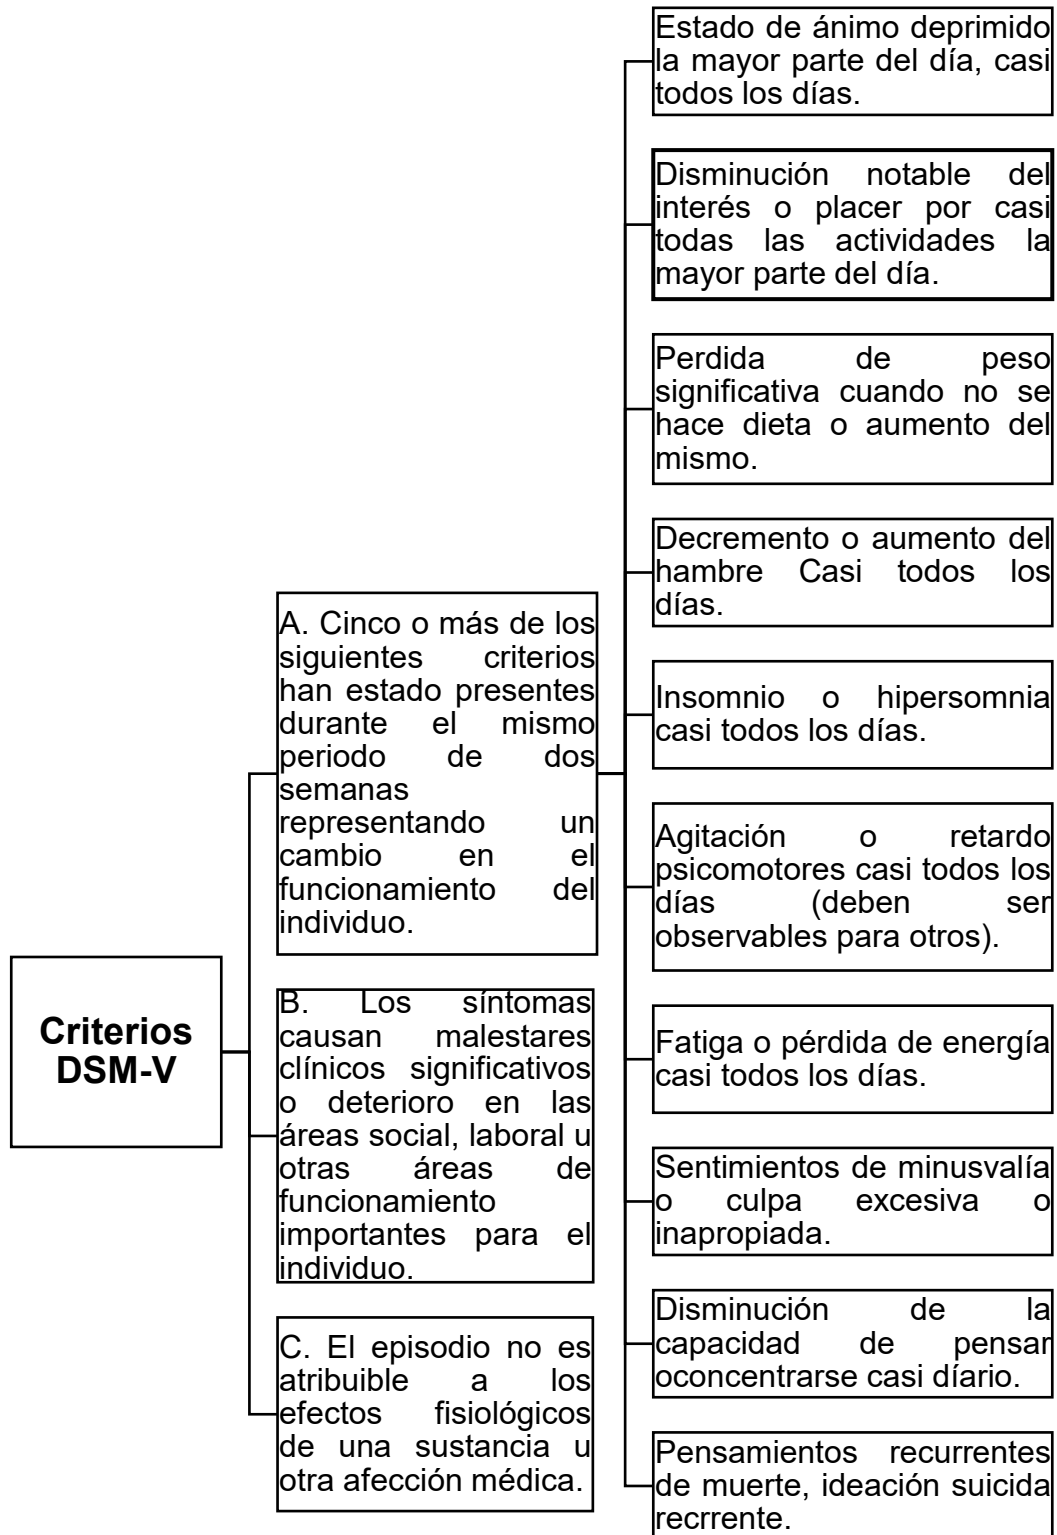 Criterios
DSM-V
A. Cinco o más de los
siguientes criterios
han estado presentes
durante el mismo
periodo de dos
semanas
representando un
cambio en el
funcionamiento del
individuo.
Estado de ánimo deprimido
la mayor parte del día, casi
todos los días.
Disminución notable del
interés o placer por casi
todas las actividades la
mayor parte del día.
Perdida de peso
significativa cuando no se
hace dieta o aumento del
mismo.
Decremento o aumento del
hambre Casi todos los
días.
Insomnio o hipersomnia
casi todos los días.
Agitación o retardo
psicomotores casi todos los
días (deben ser
observables para otros).
Fatiga o pérdida de energía
casi todos los días.
Sentimientos de minusvalía
o culpa excesiva o
inapropiada.
Disminución de la
capacidad de pensar
oconcentrarse casi díario.
Pensamientos recurrentes
de muerte, ideación suicida
recrrente.
B. Los síntomas
causan malestares
clínicos significativos
o deterioro en las
áreas social, laboral u
otras áreas de
funcionamiento
importantes para el
individuo.
C. El episodio no es
atribuible a los
efectos fisiológicos
de una sustancia u
otra afección médica.